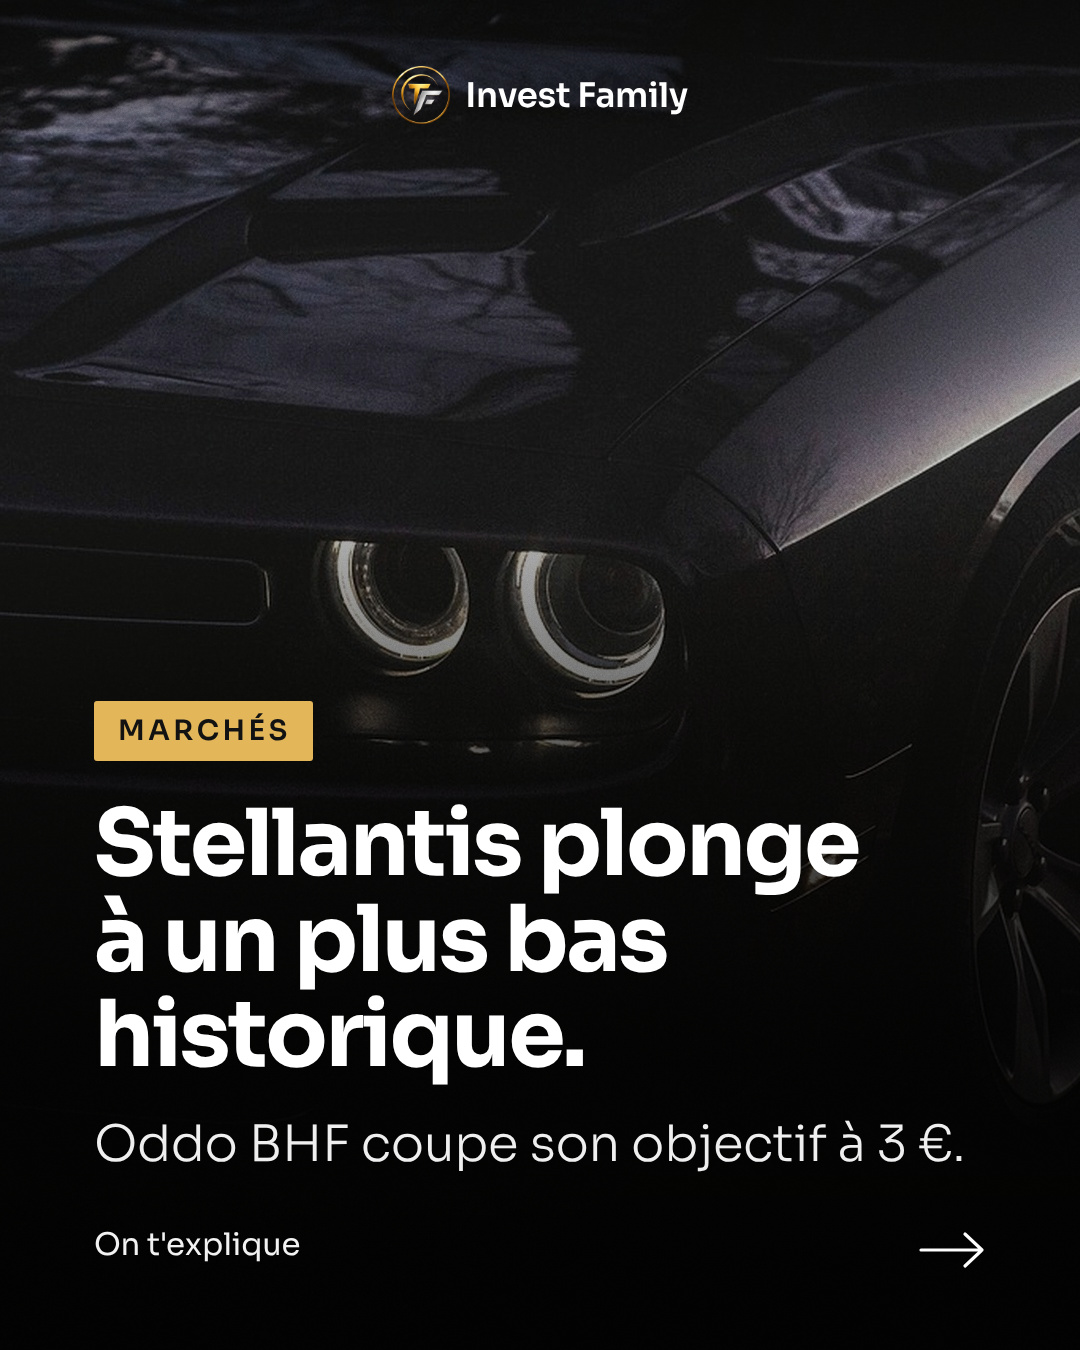 Invest Family
MARCHÉS
Stellantis plonge
à un plus bas
historique.
Oddo BHF coupe son objectif à 3 €.
On t'explique